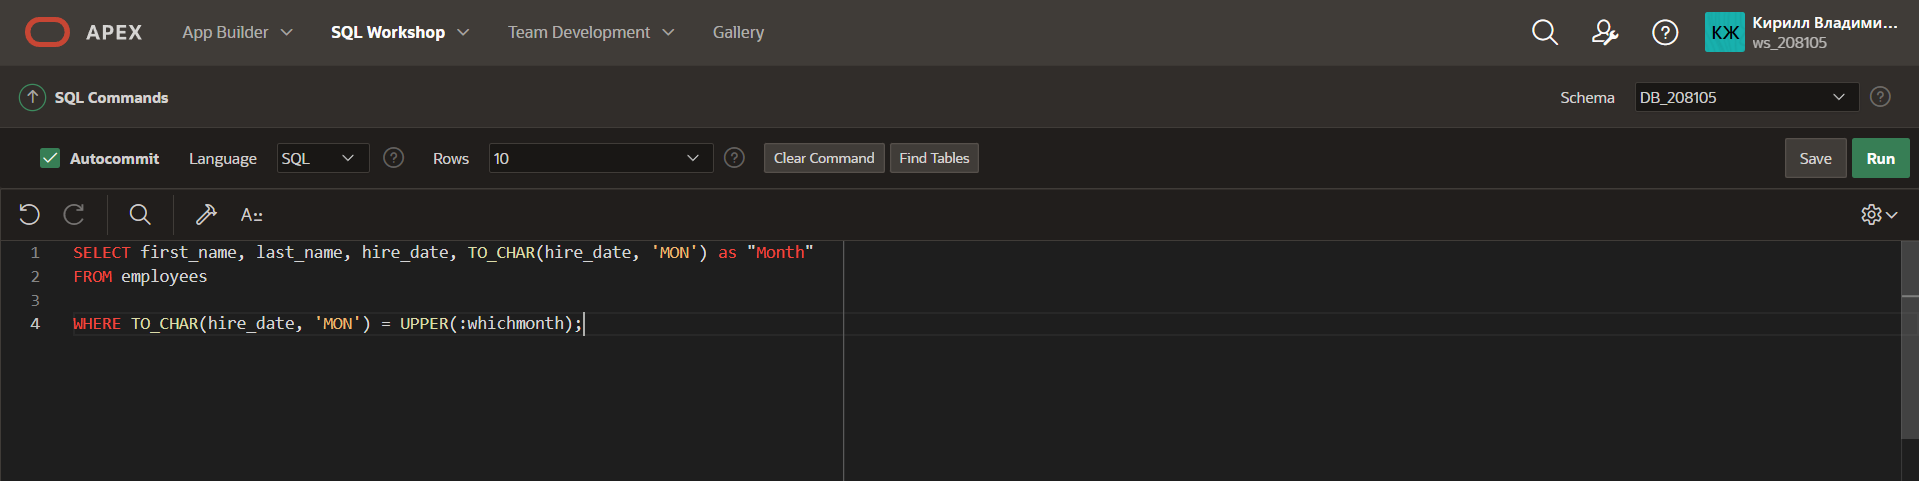 APEX App Builder SQL Workshop Team Development Gallery КЖ Кирилл Владими...
ws_208105
SQL Commands Schema DB_208105
Autocommit Language SQL Rows 10 Clear Command Find Tables Save Run
A::
1 SELECT first_name, last_name, hire_date, TO_CHAR(hire_date, 'MON') as "Month"
2 FROM employees
3
4 WHERE TO_CHAR(hire_date, 'MON') = UPPER(:whichmonth);